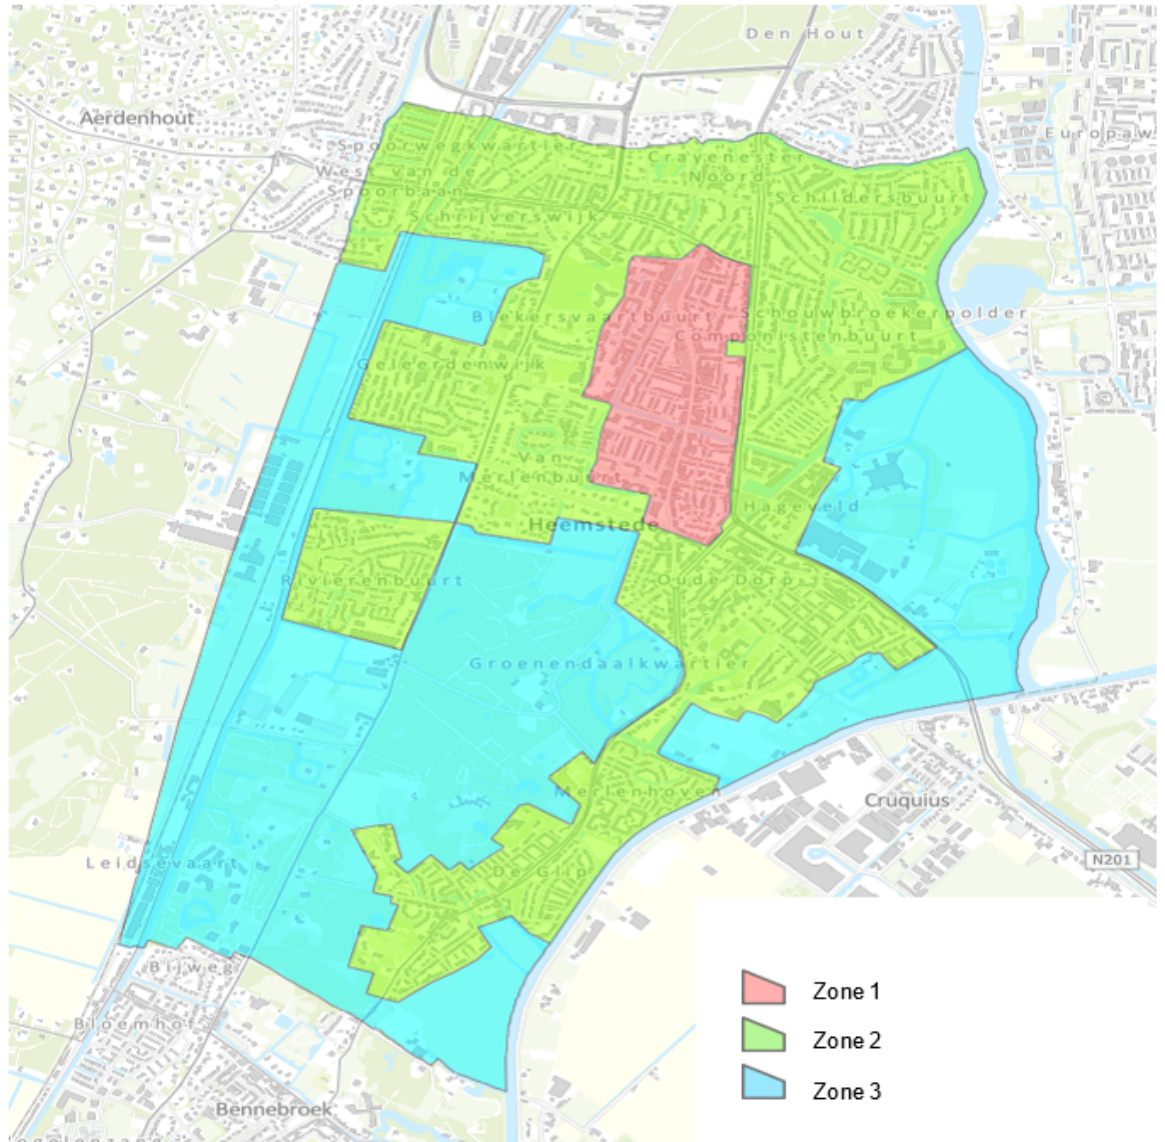 Den Hout
Aerdenhout
Europaw
Spoorwegkwartier
Crayenester
Noord
West van de
Spoorbaan
Schildersbuurt
Schrijverswijk
Blekersvaartbuurt
Schouwbroekerpolder
Componistenbuurt
Geleerdenwijk
Van
Merlenbuurt
Hageveld
Heemstede
Rivierenbuurt
Oude Dorp
Groenendaalkwartier
Merlenhoven
Cruquius
Leidsevaart
De Glip
N201
Bijweg
Bloemhof
Bennebroek
ogelenzang
Zone 1
Zone 2
Zone 3